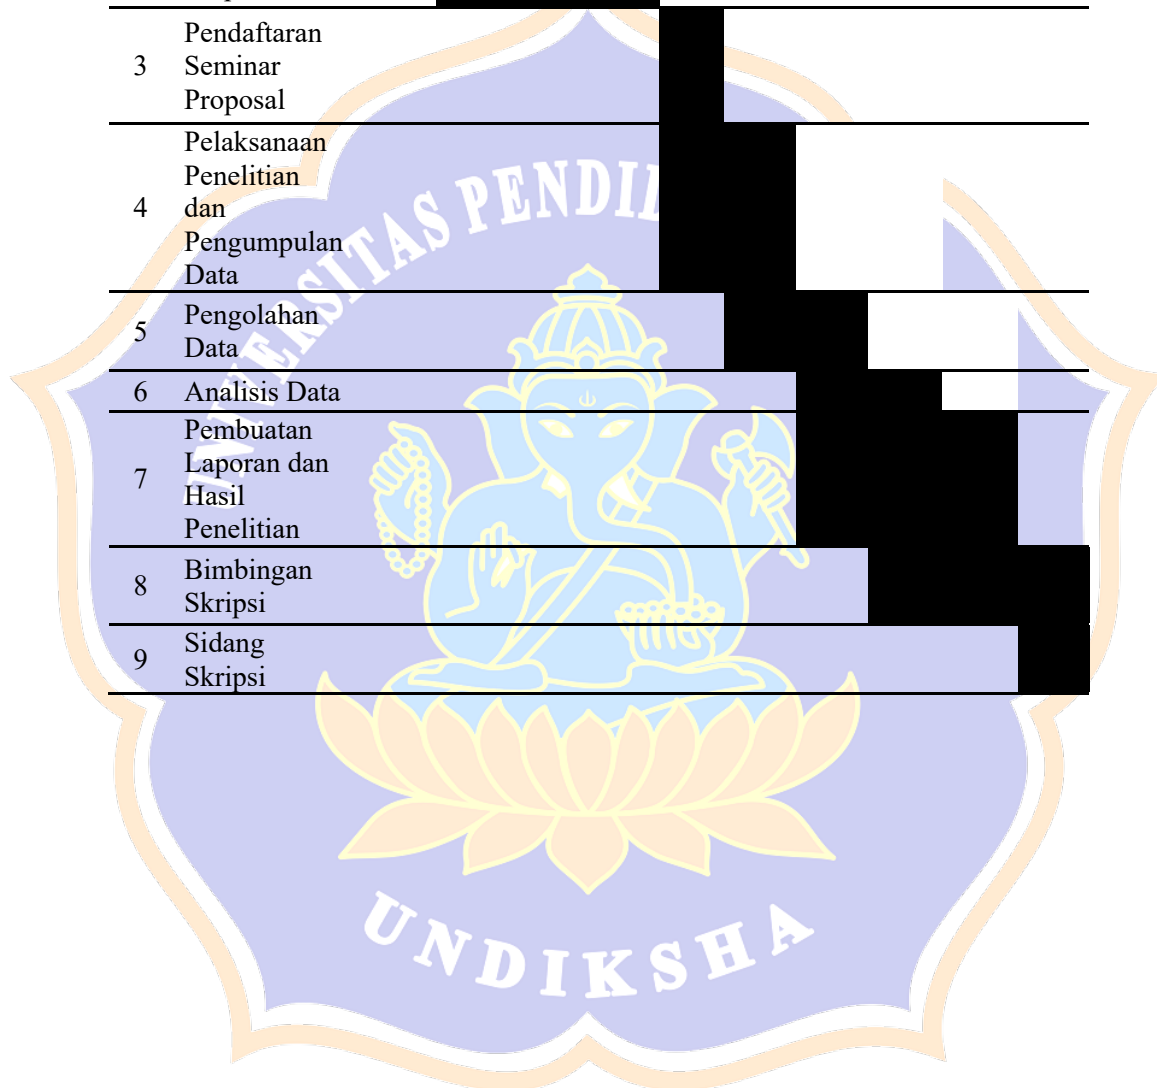 3
Pendaftaran
Seminar
Proposal
4
Pelaksanaan
Penelitian
dan
Pengumpulan
Data
5
Pengolahan
Data
6 Analisis Data
7
Pembuatan
Laporan dan
Hasil
Penelitian
8
Bimbingan
Skripsi
9
Sidang
Skripsi
UNIVERSITAS PENDID
UNDIKSHA